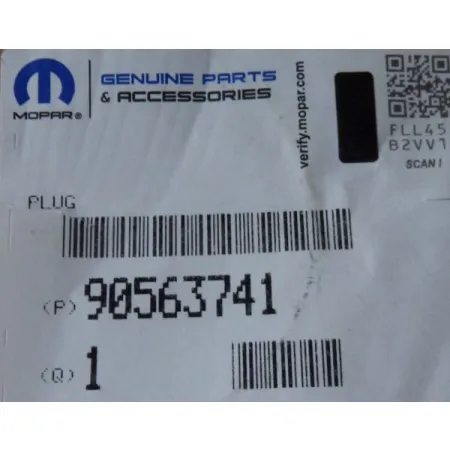 MOPAR®
GENUINE PARTS
& ACCESSORIES
verify.mopar.com
FLL45
B2VV1
SCAN
PLUG
(P) 90563741
(Q) 1